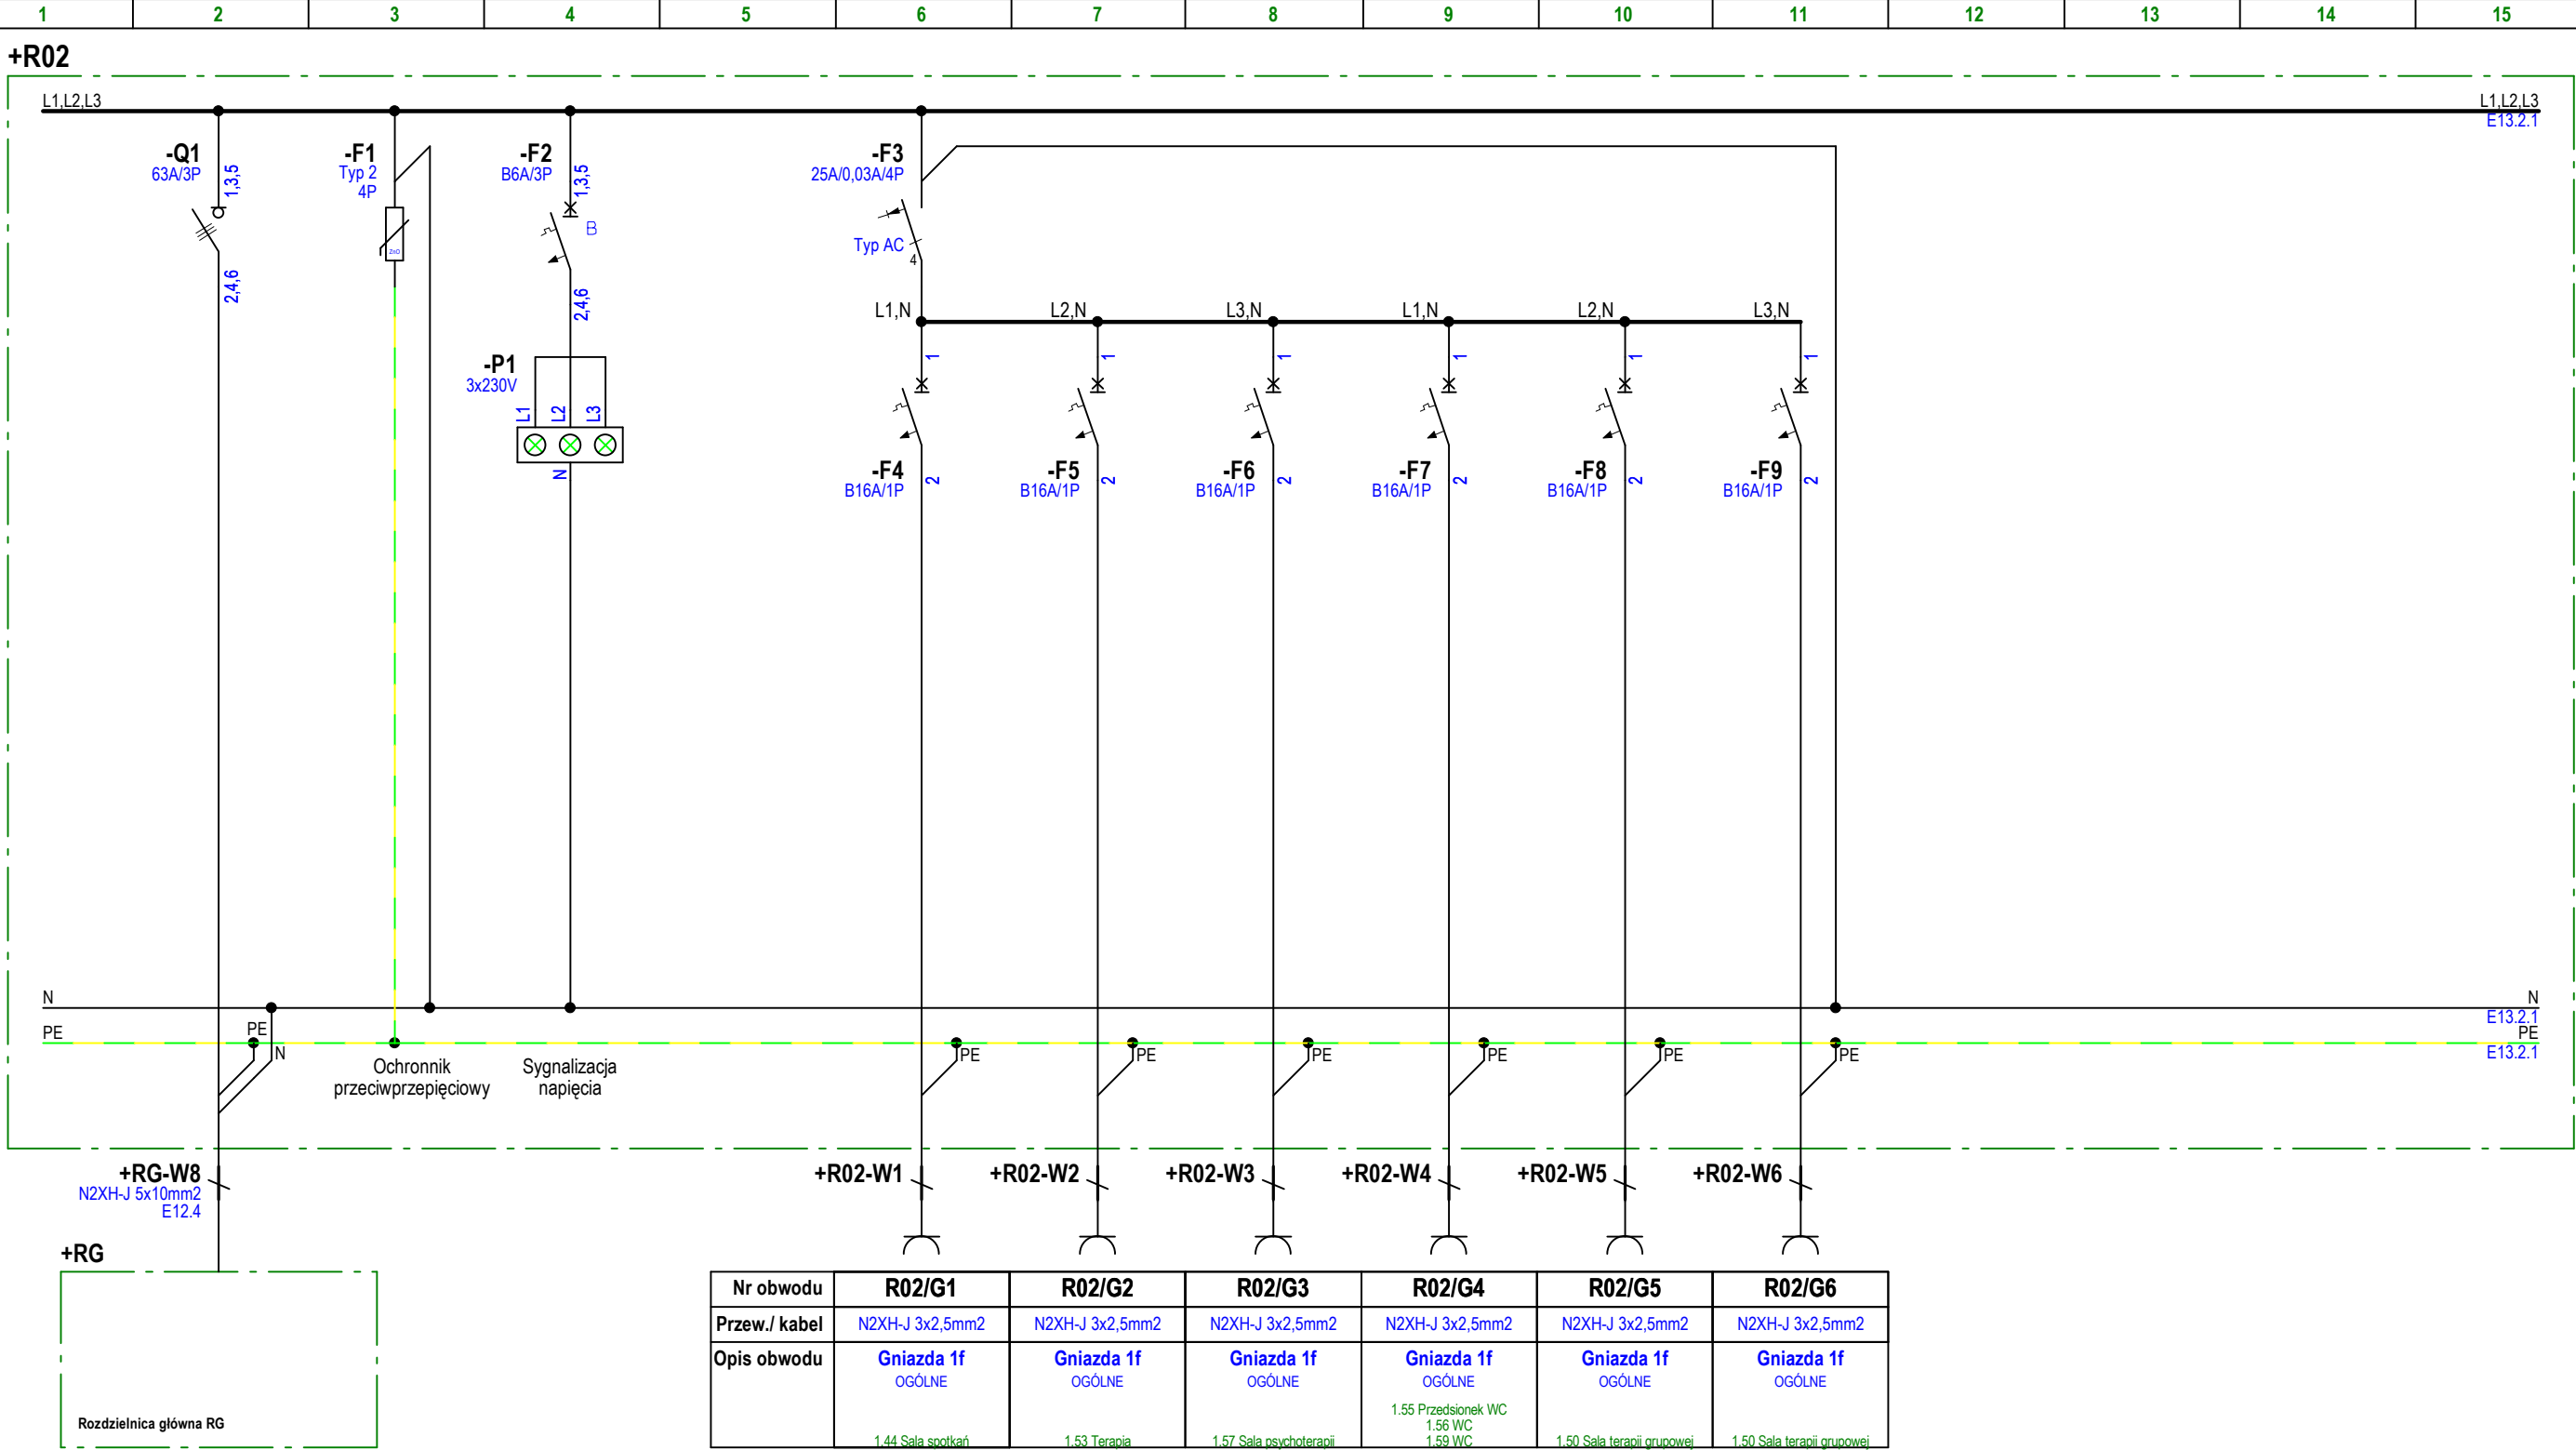 1 2 3 4 5 6 7 8 9 10 11 12 13 14 15
+R02
L1,L2,L3 L1,L2,L3
E13.2.1
-Q1
63A/3P
1,3,5
2,4,6
-F1
Typ 2
4P
ZnO
-F2
B6A/3P
1,3,5
B
2,4,6
-P1
3x230V
L1 L2 L3
N
-F3
25A/0,03A/4P
Typ AC
4
L1,N L2,N L3,N L1,N L2,N L3,N
1 1 1 1 1 1
-F4 -F5 -F6 -F7 -F8 -F9
B16A/1P B16A/1P B16A/1P B16A/1P B16A/1P B16A/1P
2 2 2 2 2 2
N N
E13.2.1
PE PE
E13.2.1
PE
N
Ochronnik
przeciwprzepięciowy
Sygnalizacja
napięcia
PE PE PE PE PE PE
+RG-W8
N2XH-J 5x10mm2
E12.4
+R02-W1 +R02-W2 +R02-W3 +R02-W4 +R02-W5 +R02-W6
+RG
Rozdzielnica główna RG
Nr obwodu R02/G1 R02/G2 R02/G3 R02/G4 R02/G5 R02/G6
Przew./ kabel N2XH-J 3x2,5mm2 N2XH-J 3x2,5mm2 N2XH-J 3x2,5mm2 N2XH-J 3x2,5mm2 N2XH-J 3x2,5mm2 N2XH-J 3x2,5mm2
Opis obwodu Gniazda 1f Gniazda 1f Gniazda 1f Gniazda 1f Gniazda 1f Gniazda 1f
OGÓLNE OGÓLNE OGÓLNE OGÓLNE OGÓLNE OGÓLNE
1.55 Przedsionek WC
1.56 WC
1.44 Sala spotkań 1.53 Terapia 1.57 Sala psychoterapii 1.59 WC 1.50 Sala terapii grupowej 1.50 Sala terapii grupowej